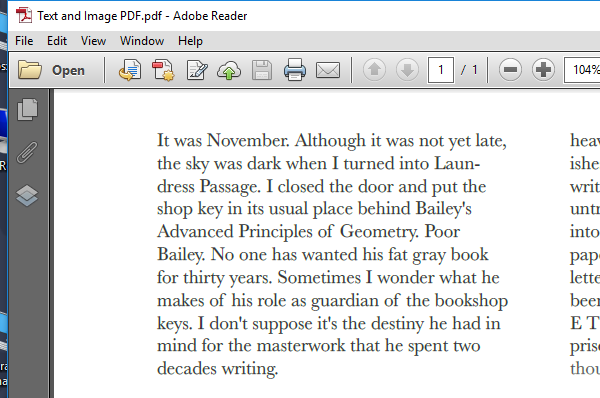 Text and Image PDF.pdf - Adobe Reader
File Edit View Window Help
Open 1 / 1 104%
It was November. Although it was not yet late,
the sky was dark when I turned into Laun-
dress Passage. I closed the door and put the
shop key in its usual place behind Bailey's
Advanced Principles of Geometry. Poor
Bailey. No one has wanted his fat gray book
for thirty years. Sometimes I wonder what he
makes of his role as guardian of the bookshop
keys. I don't suppose it's the destiny he had in
mind for the masterwork that he spent two
decades writing.
heav
ishe
writ
untr
into
pape
lette
been
E T
priso
thou